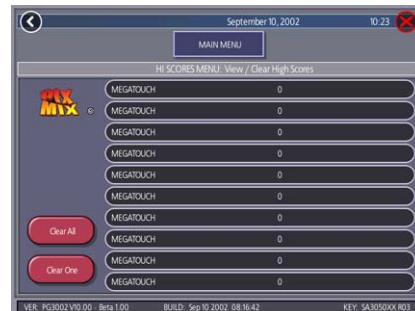 September 10, 2002 10:23
MAIN MENU
HI SCORES MENU: View / Clear High Scores
PIX
MIX ©
MEGATOUCH 0
MEGATOUCH 0
MEGATOUCH 0
MEGATOUCH 0
MEGATOUCH 0
MEGATOUCH 0
MEGATOUCH 0
MEGATOUCH 0
MEGATOUCH 0
MEGATOUCH 0
Clear All
Clear One
VER: PG3002 V10.00 - Beta 1.00 BUILD: Sep 10 2002 08:16:42 KEY: SA3050XX R03